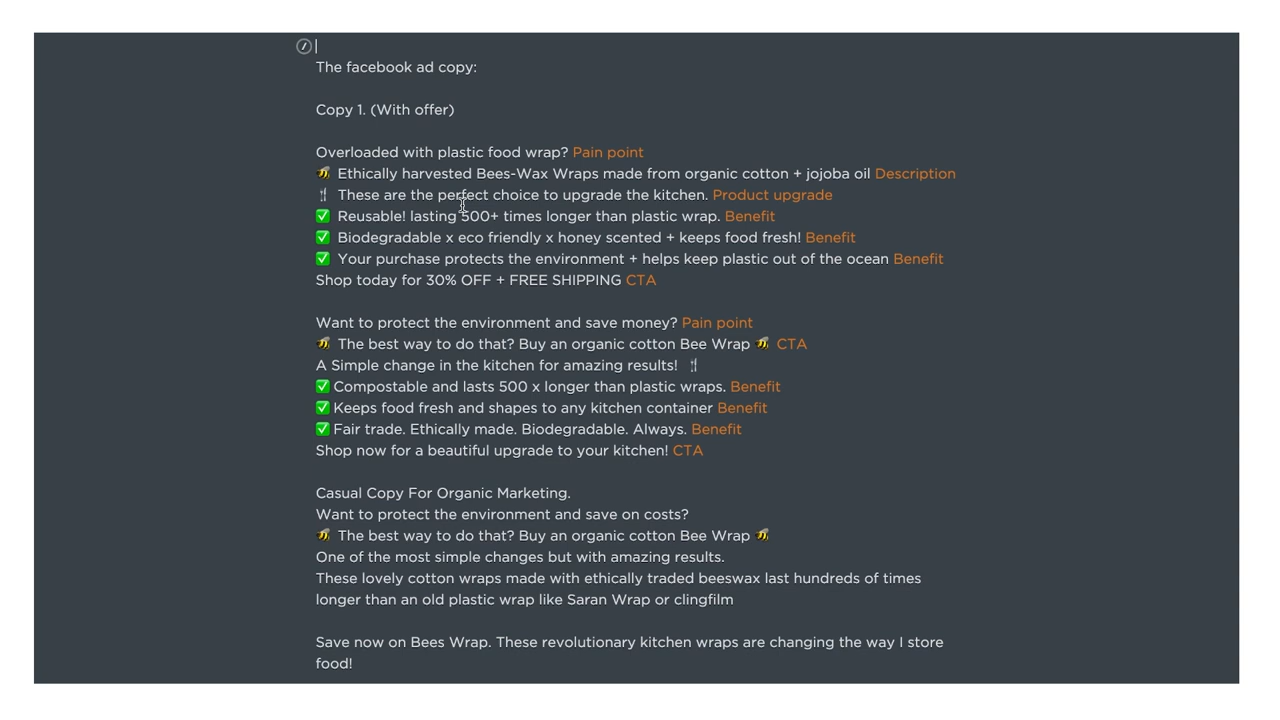 The facebook ad copy:
Copy 1. (With offer)
Overloaded with plastic food wrap? Pain point
🐝 Ethically harvested Bees-Wax Wraps made from organic cotton + jojoba oil Description
🍴 These are the perfect choice to upgrade the kitchen. Product upgrade
✅ Reusable! lasting 500+ times longer than plastic wrap. Benefit
✅ Biodegradable x eco friendly x honey scented + keeps food fresh! Benefit
✅ Your purchase protects the environment + helps keep plastic out of the ocean Benefit
Shop today for 30% OFF + FREE SHIPPING CTA
Want to protect the environment and save money? Pain point
🐝 The best way to do that? Buy an organic cotton Bee Wrap 🐝 CTA
A Simple change in the kitchen for amazing results! 🍴
✅ Compostable and lasts 500 x longer than plastic wraps. Benefit
✅ Keeps food fresh and shapes to any kitchen container Benefit
✅ Fair trade. Ethically made. Biodegradable. Always. Benefit
Shop now for a beautiful upgrade to your kitchen! CTA
Casual Copy For Organic Marketing.
Want to protect the environment and save on costs?
🐝 The best way to do that? Buy an organic cotton Bee Wrap 🐝
One of the most simple changes but with amazing results.
These lovely cotton wraps made with ethically traded beeswax last hundreds of times
longer than an old plastic wrap like Saran Wrap or clingfilm
Save now on Bees Wrap. These revolutionary kitchen wraps are changing the way I store
food!